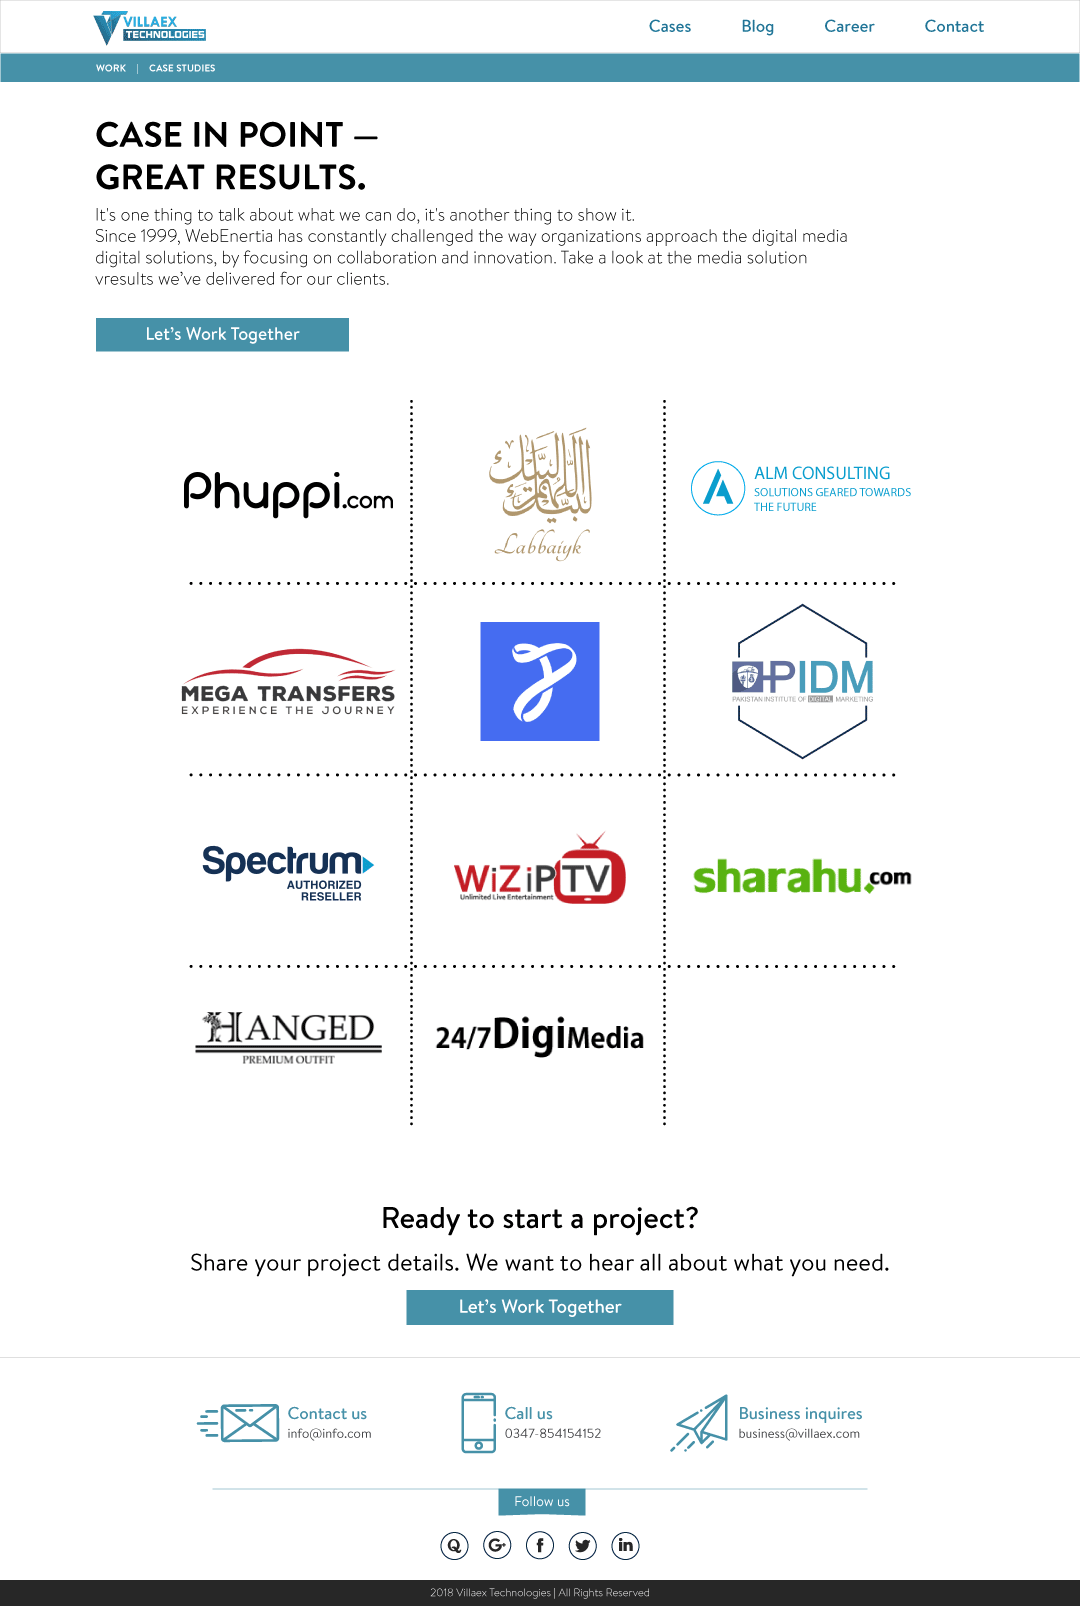 VILLAEX
TECHNOLOGIES
Cases
Blog
Career
Contact
WORK | CASE STUDIES
CASE IN POINT —
GREAT RESULTS.
It's one thing to talk about what we can do, it's another thing to show it.
Since 1999, WebEnertia has constantly challenged the way organizations approach the digital media
digital solutions, by focusing on collaboration and innovation. Take a look at the media solution
vresults we’ve delivered for our clients.
Let’s Work Together
Phuppi.com
Labbaiyk
ALM CONSULTING
SOLUTIONS GEARED TOWARDS
THE FUTURE
MEGA TRANSFERS
EXPERIENCE THE JOURNEY
P
PIDM
PAKISTAN INSTITUTE OF DIGITAL MARKETING
Spectrum
AUTHORIZED
RESELLER
WiZiPTV
Unlimited Live Entertainment
sharahu.com
HANGED
PREMIUM OUTFIT
24/7DigiMedia
Ready to start a project?
Share your project details. We want to hear all about what you need.
Let’s Work Together
Contact us
info@info.com
Call us
0347-854154152
Business inquires
business@villaex.com
Follow us
2018 Villaex Technologies | All Rights Reserved